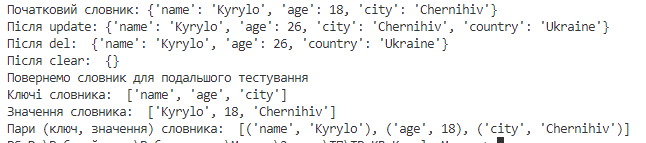 Початковий словник: {'name': 'Kyrylo', 'age': 18, 'city': 'Chernihiv'}
Після update: {'name': 'Kyrylo', 'age': 26, 'city': 'Chernihiv', 'country': 'Ukraine'}
Після del:  {'name': 'Kyrylo', 'age': 26, 'country': 'Ukraine'}
Після clear:  {}
Повернемо словник для подальшого тестування
Ключі словника:  ['name', 'age', 'city']
Значення словника:  ['Kyrylo', 18, 'Chernihiv']
Пари (ключ, значення) словника:  [('name', 'Kyrylo'), ('age', 18), ('city', 'Chernihiv')]